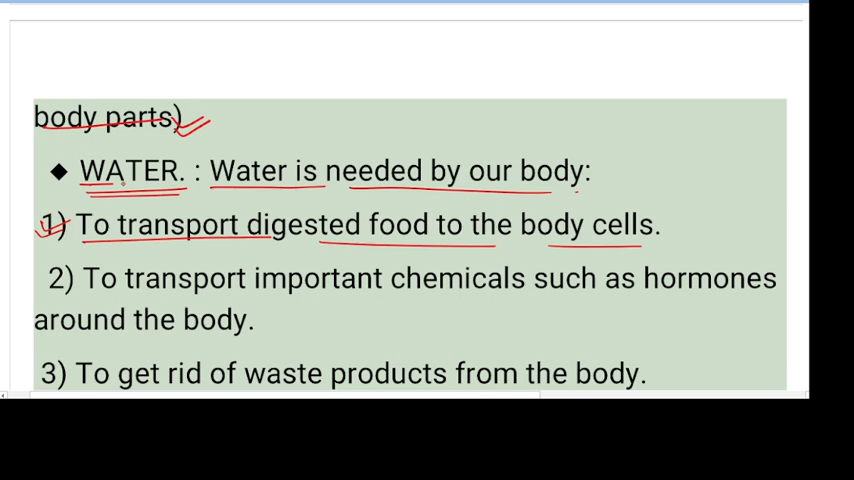 body parts)
◆ WATER. : Water is needed by our body:
1) To transport digested food to the body cells.
2) To transport important chemicals such as hormones
around the body.
3) To get rid of waste products from the body.